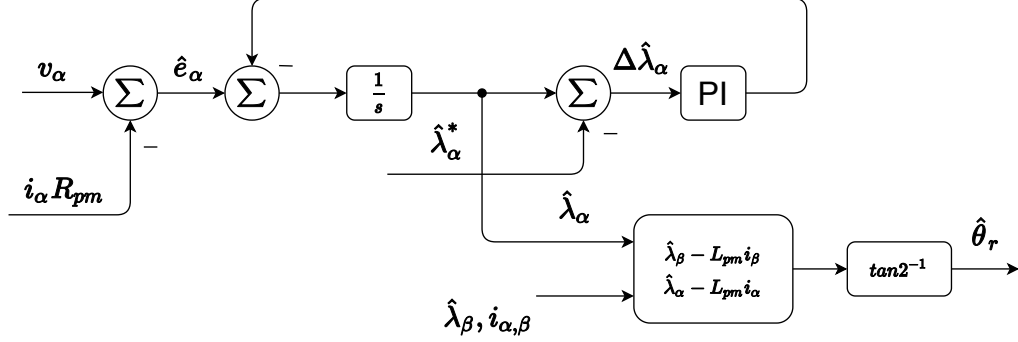 v_α
Σ
ê_α
Σ
−
1/s
Σ
Δλ̂_α
PI
−
λ̂*_α
−
i_α R_pm
λ̂_α
λ̂_β − L_pm i_β
λ̂_α − L_pm i_α
tan2⁻¹
θ̂_r
λ̂_β, i_α,β